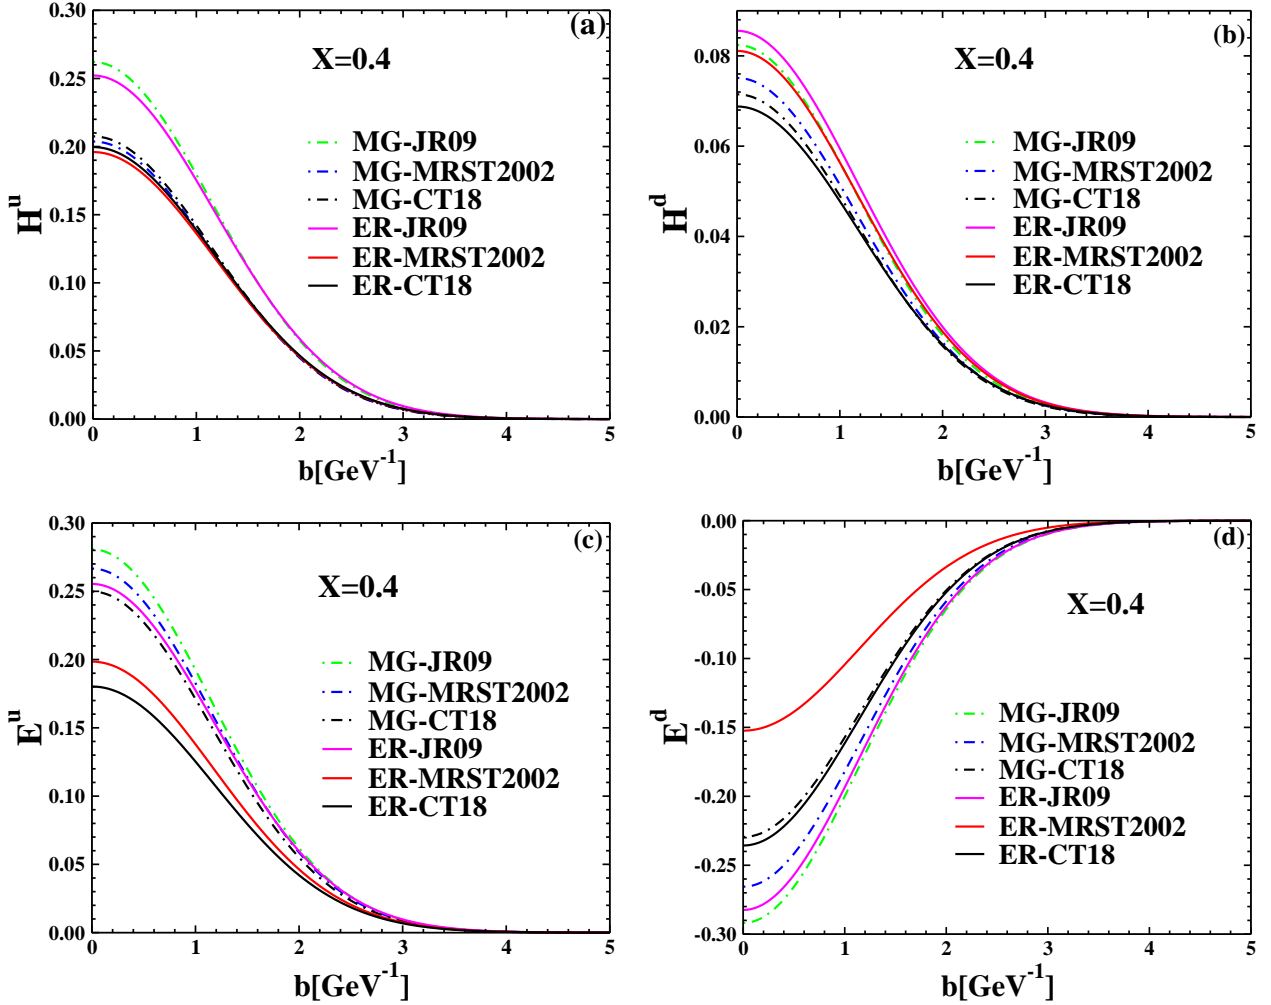 (a)
X=0.4
0.30
0.25
0.20
0.15
0.10
0.05
0.00
H^u
MG-JR09
MG-MRST2002
MG-CT18
ER-JR09
ER-MRST2002
ER-CT18
0 1 2 3 4 5
b[GeV^-1]
(b)
X=0.4
0.08
0.06
0.04
0.02
0.00
H^d
MG-JR09
MG-MRST2002
MG-CT18
ER-JR09
ER-MRST2002
ER-CT18
0 1 2 3 4 5
b[GeV^-1]
(c)
X=0.4
0.30
0.25
0.20
0.15
0.10
0.05
0.00
E^u
MG-JR09
MG-MRST2002
MG-CT18
ER-JR09
ER-MRST2002
ER-CT18
0 1 2 3 4 5
b[GeV^-1]
(d)
X=0.4
0.00
-0.05
-0.10
-0.15
-0.20
-0.25
-0.30
E^d
MG-JR09
MG-MRST2002
MG-CT18
ER-JR09
ER-MRST2002
ER-CT18
0 1 2 3 4 5
b[GeV^-1]